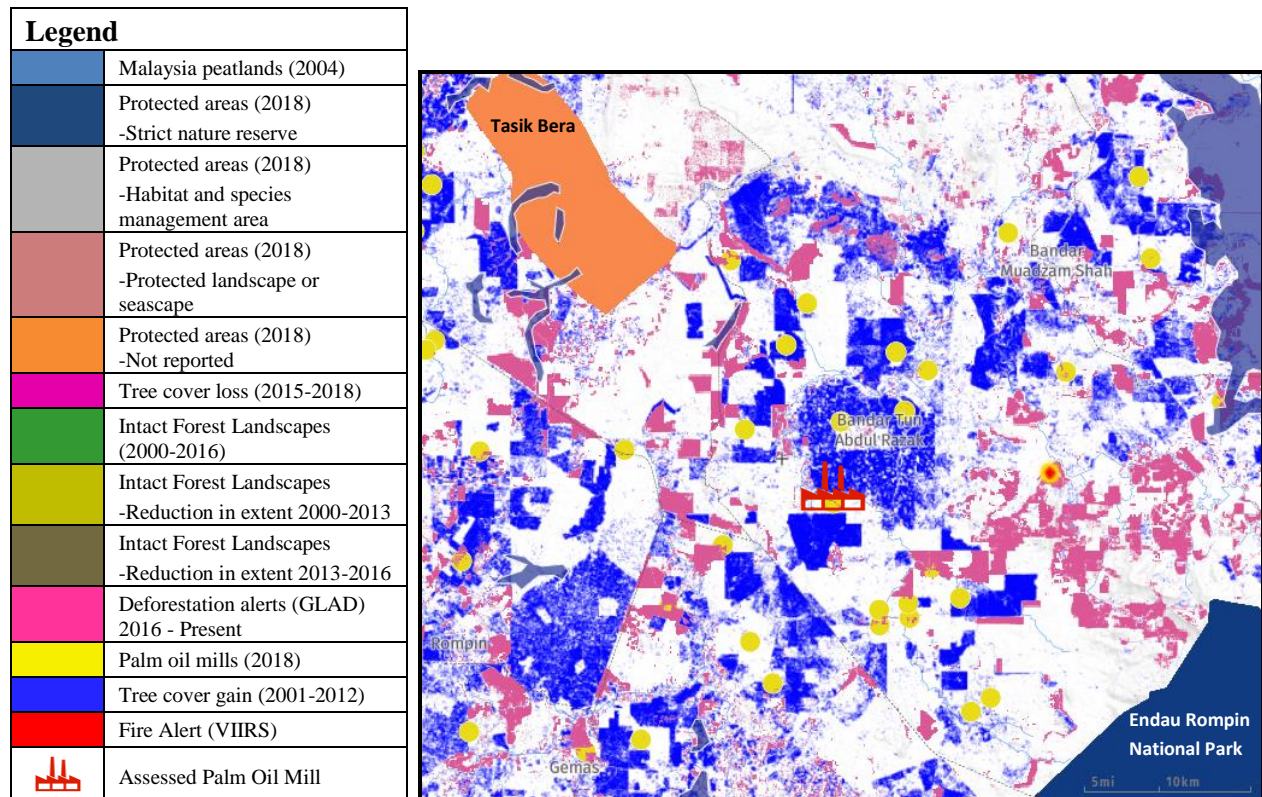 Legend
Malaysia peatlands (2004)
Protected areas (2018)
-Strict nature reserve
Protected areas (2018)
-Habitat and species
management area
Protected areas (2018)
-Protected landscape or
seascape
Protected areas (2018)
-Not reported
Tree cover loss (2015-2018)
Intact Forest Landscapes
(2000-2016)
Intact Forest Landscapes
-Reduction in extent 2000-2013
Intact Forest Landscapes
-Reduction in extent 2013-2016
Deforestation alerts (GLAD)
2016 - Present
Palm oil mills (2018)
Tree cover gain (2001-2012)
Fire Alert (VIIRS)
Assessed Palm Oil Mill
Tasik Bera
Bandar
Muadzam Shah
Bandar Tun
Abdul Razak
Rompin
Gemas
Endau Rompin
National Park
5mi
10km